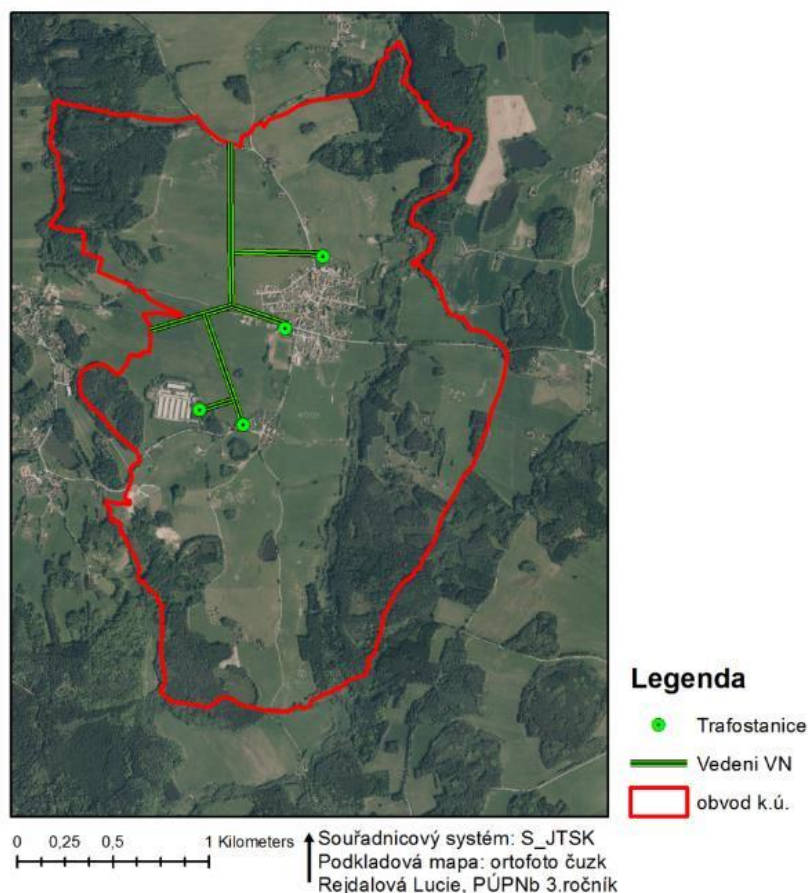 Legenda
Trafostanice
Vedeni VN
obvod k.ú.
0 0,25 0,5 1 Kilometers
Souřadnicový systém: S_JTSK
Podkladová mapa: ortofoto čuzk
Rejdalová Lucie, PÚPNb 3.ročník